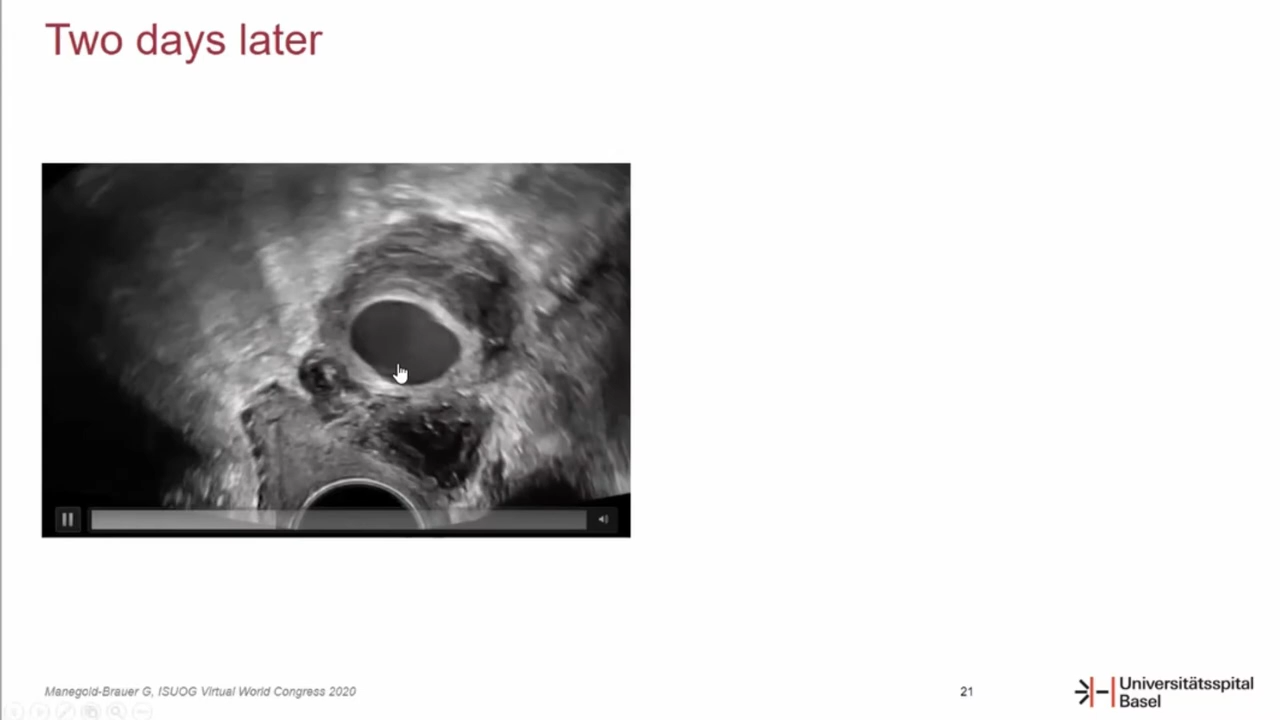 Two days later
Manegold-Brauer G, ISUOG Virtual World Congress 2020
21
Universitätsspital
Basel